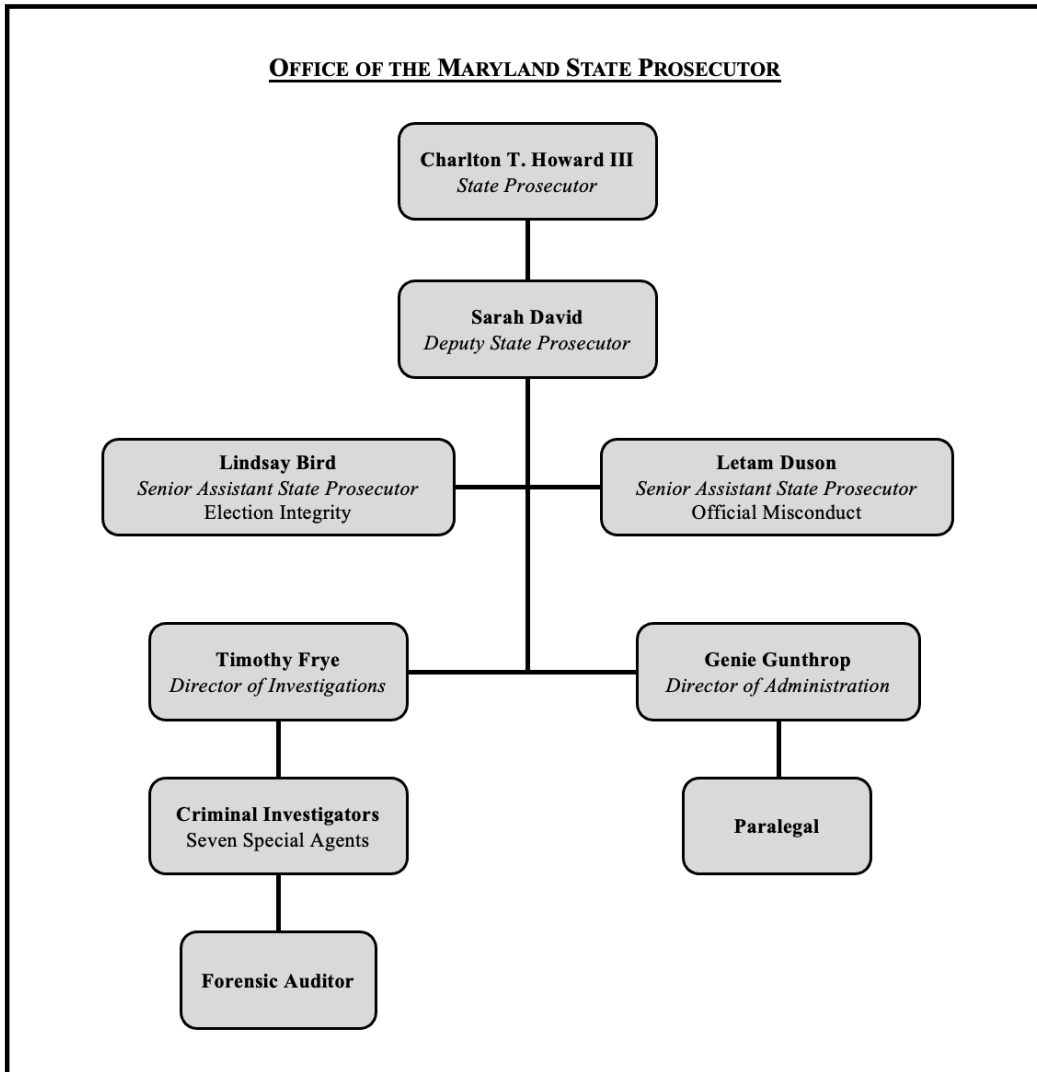 OFFICE OF THE MARYLAND STATE PROSECUTOR
Charlton T. Howard III
State Prosecutor
Sarah David
Deputy State Prosecutor
Lindsay Bird
Senior Assistant State Prosecutor
Election Integrity
Letam Duson
Senior Assistant State Prosecutor
Official Misconduct
Timothy Frye
Director of Investigations
Genie Gunthrop
Director of Administration
Criminal Investigators
Seven Special Agents
Paralegal
Forensic Auditor